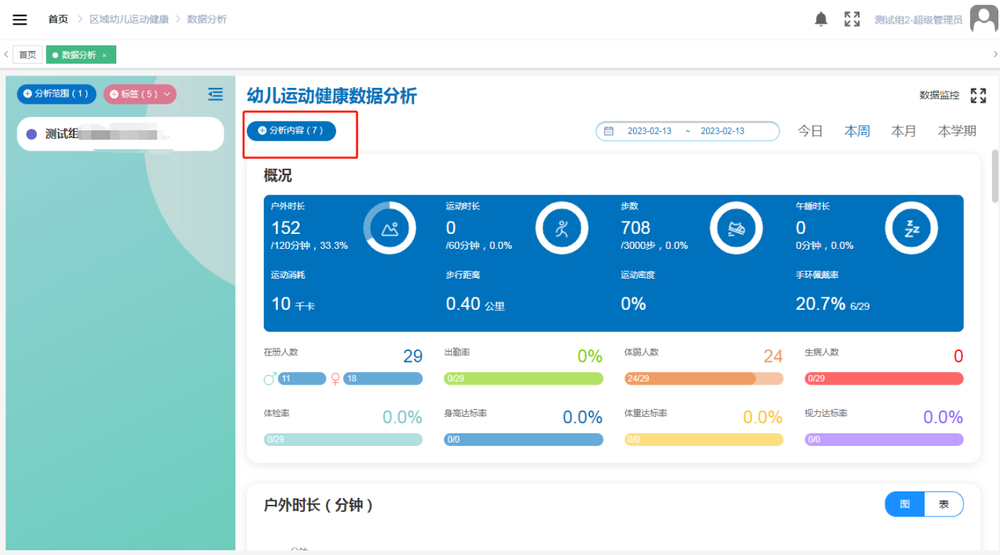 首页 > 区域幼儿运动健康 > 数据分析
测试组2-超级管理员
首页
数据分析 ×
分析范围 ( 1 )
标签 ( 5 )
测试组
幼儿运动健康数据分析
数据监控
分析内容 ( 7 )
2023-02-13 ~ 2023-02-13
今日 本周 本月 本学期
概况
户外时长
152
/120分钟，33.3%
运动时长
0
/60分钟，0.0%
步数
708
/3000步，0.0%
午睡时长
0
0分钟，0.0%
运动消耗
10 千卡
步行距离
0.40 公里
运动密度
0%
手环佩戴率
20.7% 6/29
在册人数
29
11
18
出勤率
0%
0/29
体弱人数
24
24/29
生病人数
0
0/29
体检率
0.0%
0/29
身高达标率
0.0%
0/0
体重达标率
0.0%
0/0
视力达标率
0.0%
0/0
户外时长 ( 分钟 )
图 表